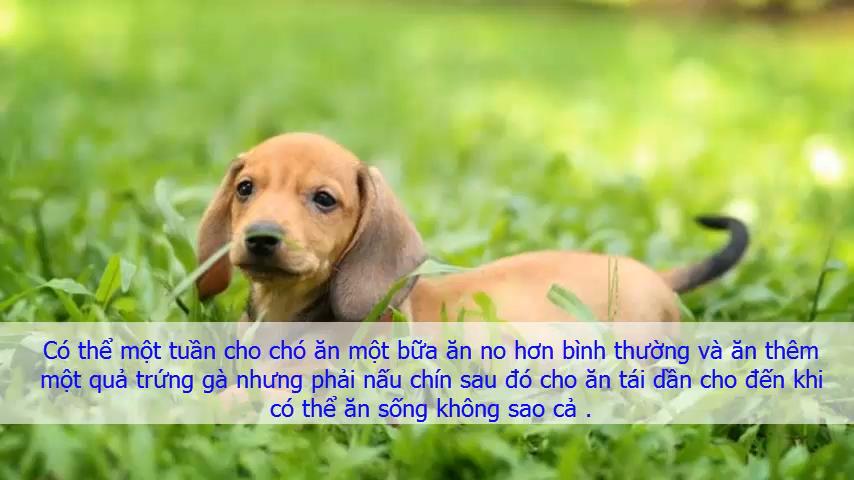 Có thể một tuần cho chó ăn một bữa ăn no hơn bình thường và ăn thêm
một quả trứng gà nhưng phải nấu chín sau đó cho ăn tái dần cho đến khi
có thể ăn sống không sao cả .